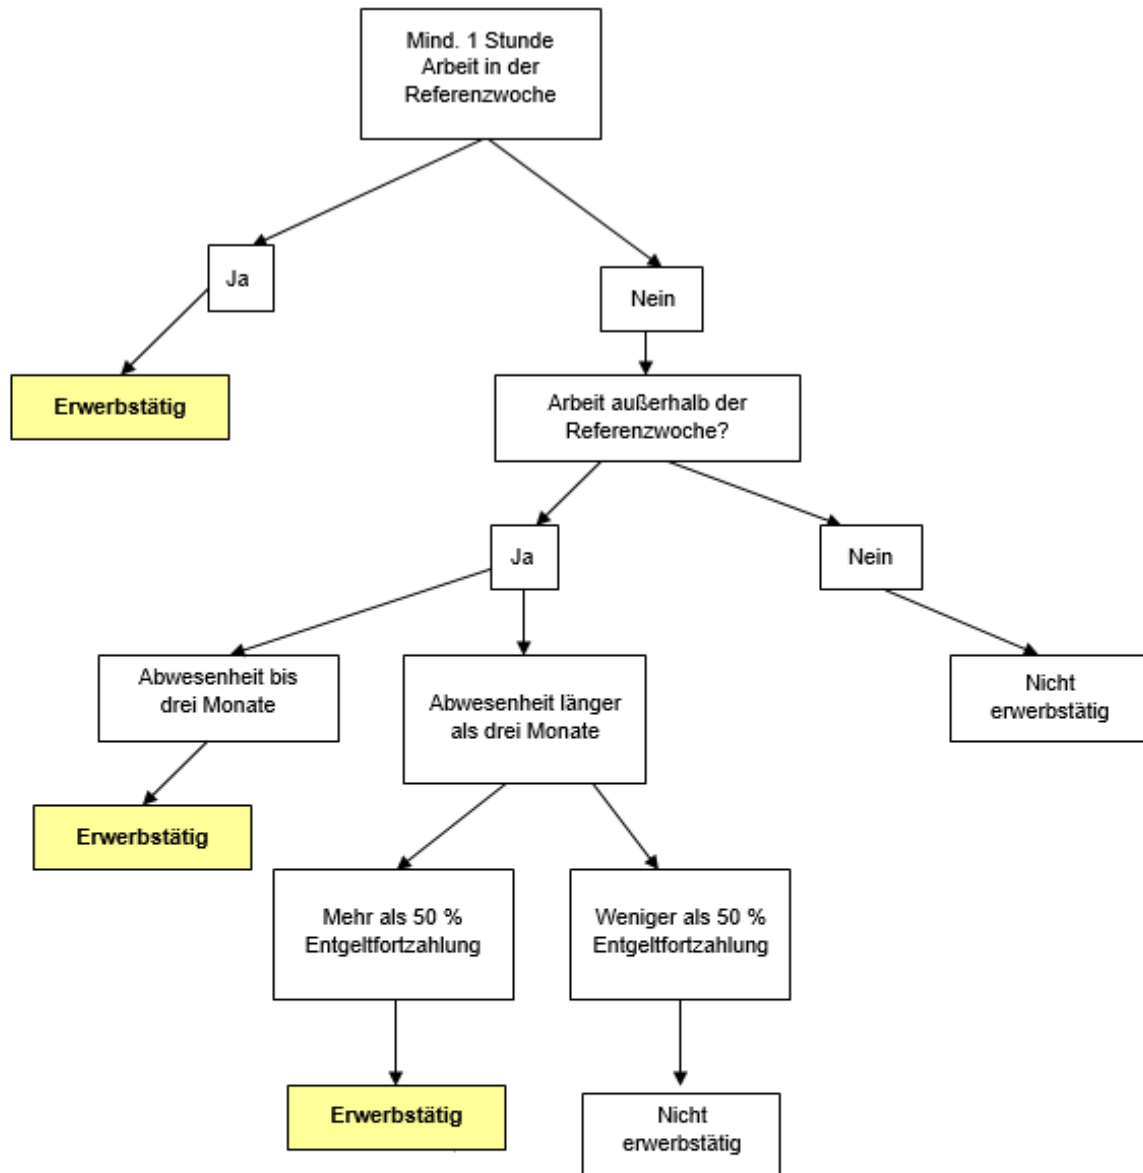 Mind. 1 Stunde
Arbeit in der
Referenzwoche
Ja
Nein
Erwerbstätig
Arbeit außerhalb der
Referenzwoche?
Ja
Nein
Abwesenheit bis
drei Monate
Abwesenheit länger
als drei Monate
Nicht
erwerbstätig
Erwerbstätig
Mehr als 50 %
Entgeltfortzahlung
Weniger als 50 %
Entgeltfortzahlung
Erwerbstätig
Nicht
erwerbstätig